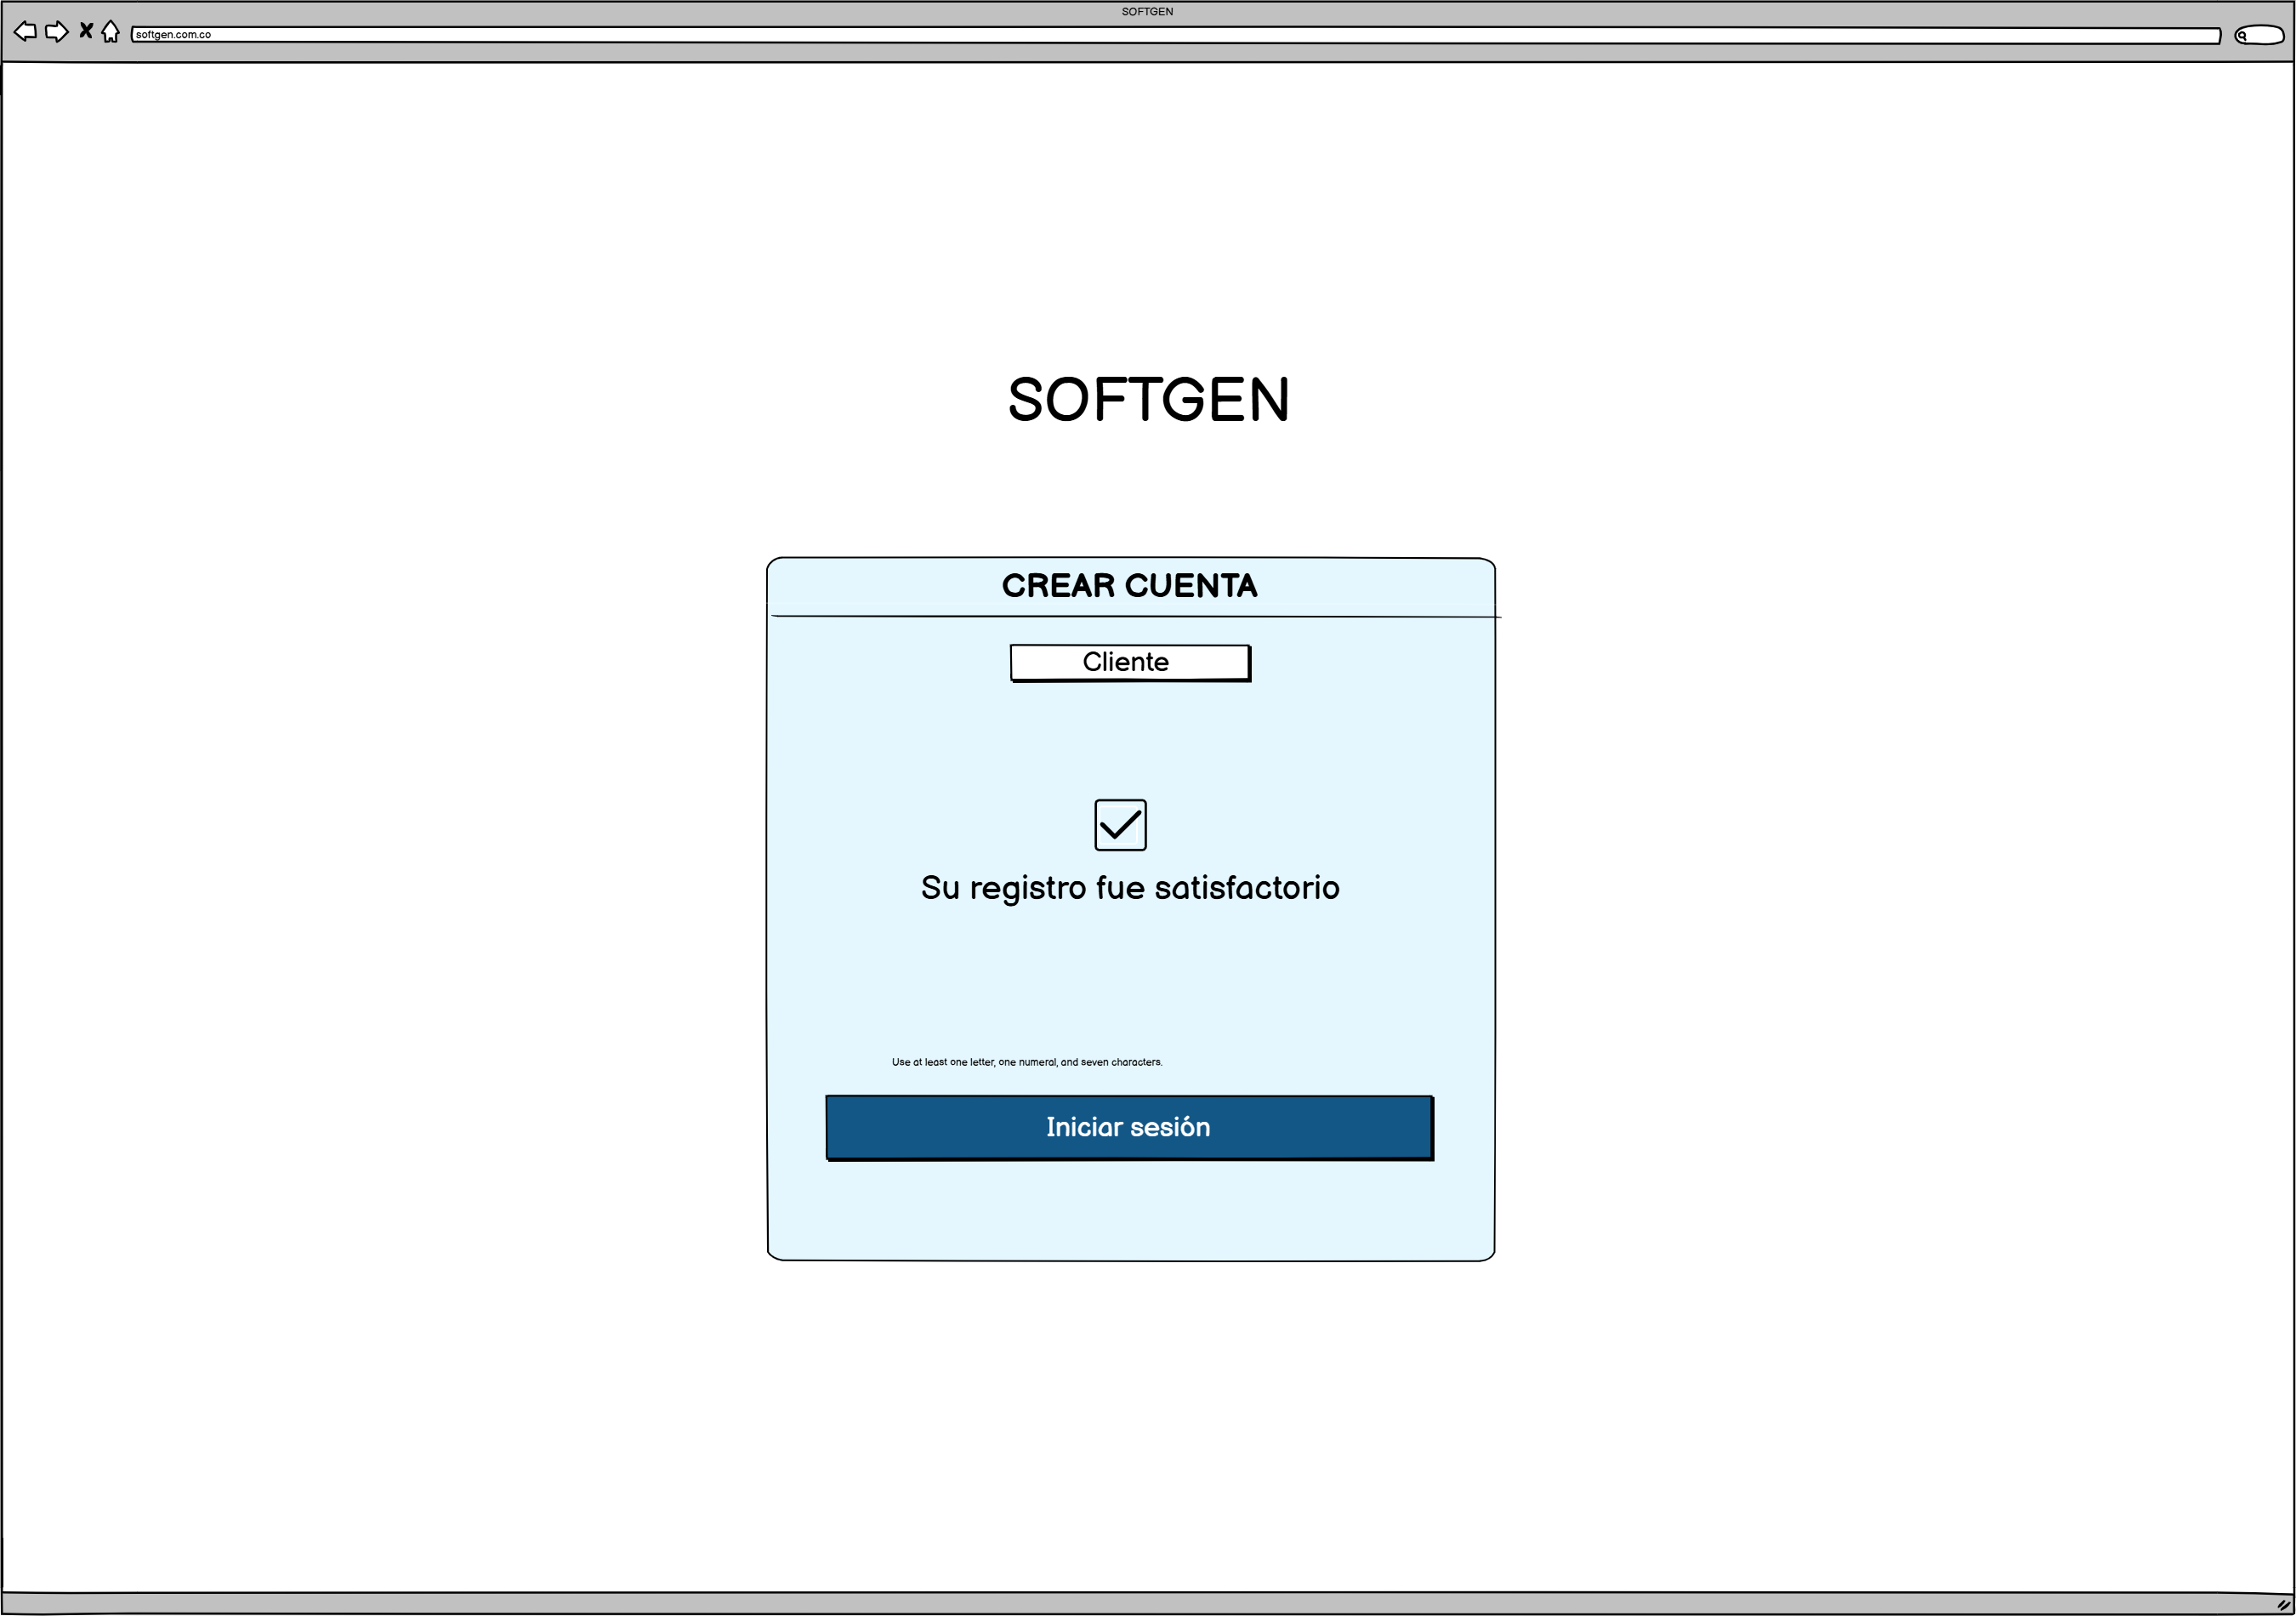 SOFTGEN
softgen.com.co
SOFTGEN
CREAR CUENTA
Cliente
Su registro fue satisfactorio
Use at least one letter, one numeral, and seven characters.
Iniciar sesión